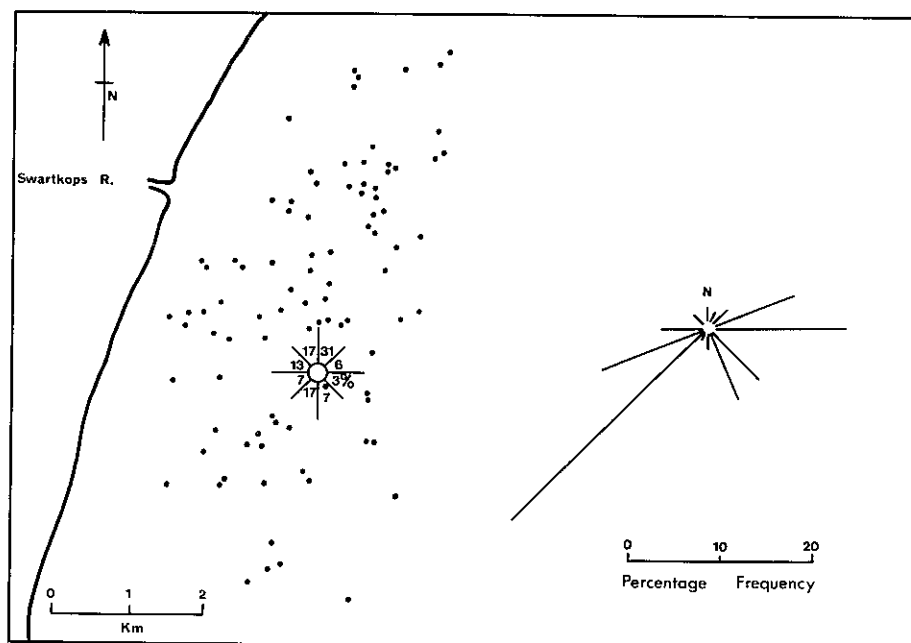 N
Swartkops R.
N
17 31
13 6
7 3%
17 7
0 1 2
Km
0 10 20
Percentage Frequency